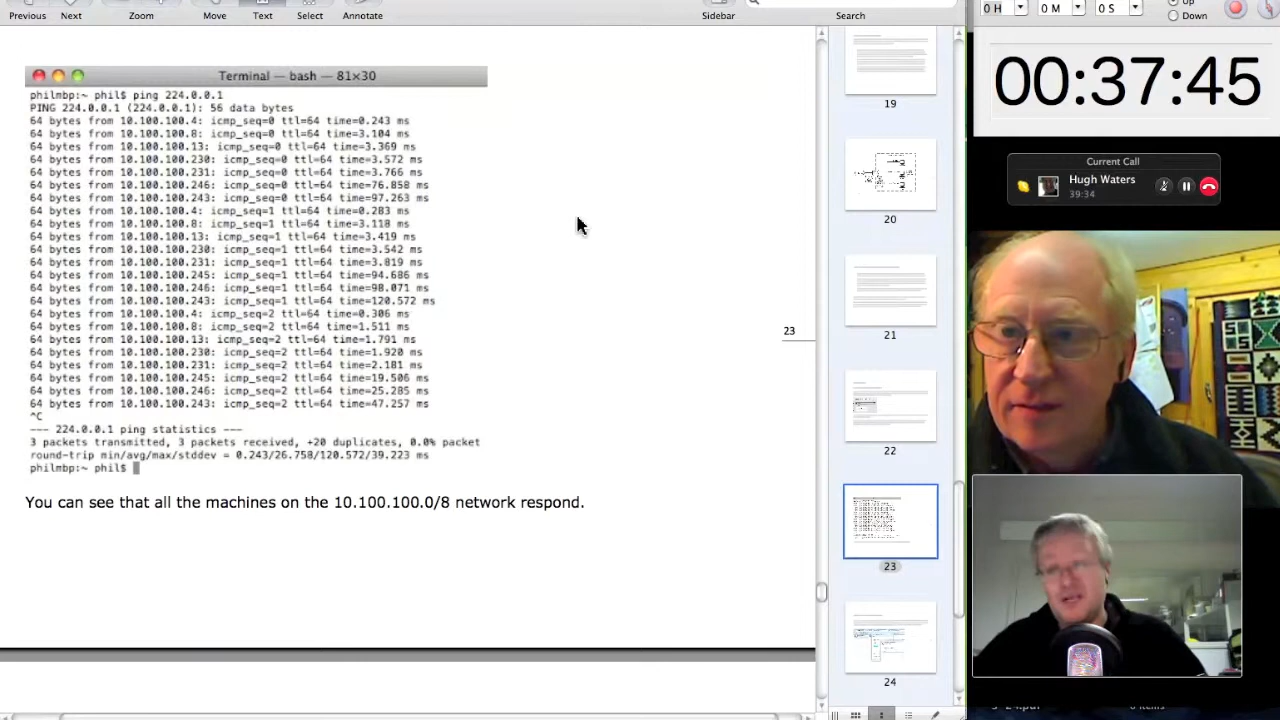 Previous Next Zoom Move Text Select Annotate Sidebar Search
Terminal — bash — 81×30
philmbp:~ phil$ ping 224.0.0.1
PING 224.0.0.1 (224.0.0.1): 56 data bytes
64 bytes from 10.100.100.4: icmp_seq=0 ttl=64 time=0.243 ms
64 bytes from 10.100.100.8: icmp_seq=0 ttl=64 time=3.104 ms
64 bytes from 10.100.100.13: icmp_seq=0 ttl=64 time=3.369 ms
64 bytes from 10.100.100.230: icmp_seq=0 ttl=64 time=3.572 ms
64 bytes from 10.100.100.231: icmp_seq=0 ttl=64 time=3.766 ms
64 bytes from 10.100.100.246: icmp_seq=0 ttl=64 time=76.858 ms
64 bytes from 10.100.100.243: icmp_seq=0 ttl=64 time=97.263 ms
64 bytes from 10.100.100.4: icmp_seq=1 ttl=64 time=0.283 ms
64 bytes from 10.100.100.8: icmp_seq=1 ttl=64 time=3.118 ms
64 bytes from 10.100.100.13: icmp_seq=1 ttl=64 time=3.419 ms
64 bytes from 10.100.100.230: icmp_seq=1 ttl=64 time=3.542 ms
64 bytes from 10.100.100.231: icmp_seq=1 ttl=64 time=3.819 ms
64 bytes from 10.100.100.245: icmp_seq=1 ttl=64 time=94.686 ms
64 bytes from 10.100.100.246: icmp_seq=1 ttl=64 time=98.071 ms
64 bytes from 10.100.100.243: icmp_seq=1 ttl=64 time=120.572 ms
64 bytes from 10.100.100.4: icmp_seq=2 ttl=64 time=0.306 ms
64 bytes from 10.100.100.8: icmp_seq=2 ttl=64 time=1.511 ms
64 bytes from 10.100.100.13: icmp_seq=2 ttl=64 time=1.791 ms
64 bytes from 10.100.100.230: icmp_seq=2 ttl=64 time=1.920 ms
64 bytes from 10.100.100.231: icmp_seq=2 ttl=64 time=2.181 ms
64 bytes from 10.100.100.245: icmp_seq=2 ttl=64 time=19.506 ms
64 bytes from 10.100.100.246: icmp_seq=2 ttl=64 time=25.285 ms
64 bytes from 10.100.100.243: icmp_seq=2 ttl=64 time=47.257 ms
^C
--- 224.0.0.1 ping statistics ---
3 packets transmitted, 3 packets received, +20 duplicates, 0.0% packet
round-trip min/avg/max/stddev = 0.243/26.758/120.572/39.223 ms
philmbp:~ phil$
You can see that all the machines on the 10.100.100.0/8 network respond.
23
19
20
21
22
23
24
0 H 0 M 0 S
Up
Down
00:37:45
Current Call
Hugh Waters
39:34